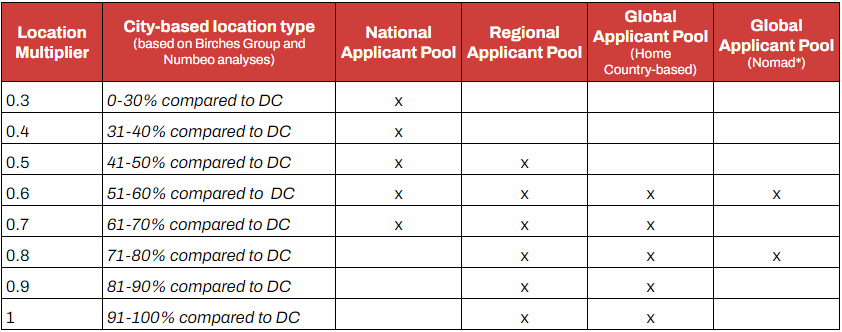 Location Multiplier | City-based location type (based on Birches Group and Numbeo analyses) | National Applicant Pool | Regional Applicant Pool | Global Applicant Pool (Home Country-based) | Global Applicant Pool (Nomad*)
0.3 | 0-30% compared to DC | x | | |
0.4 | 31-40% compared to DC | x | | |
0.5 | 41-50% compared to DC | x | x | |
0.6 | 51-60% compared to  DC | x | x | x | x
0.7 | 61-70% compared to DC | x | x | x |
0.8 | 71-80% compared to DC | | x | x | x
0.9 | 81-90% compared to DC | | x | x |
1 | 91-100% compared to DC | | x | x |